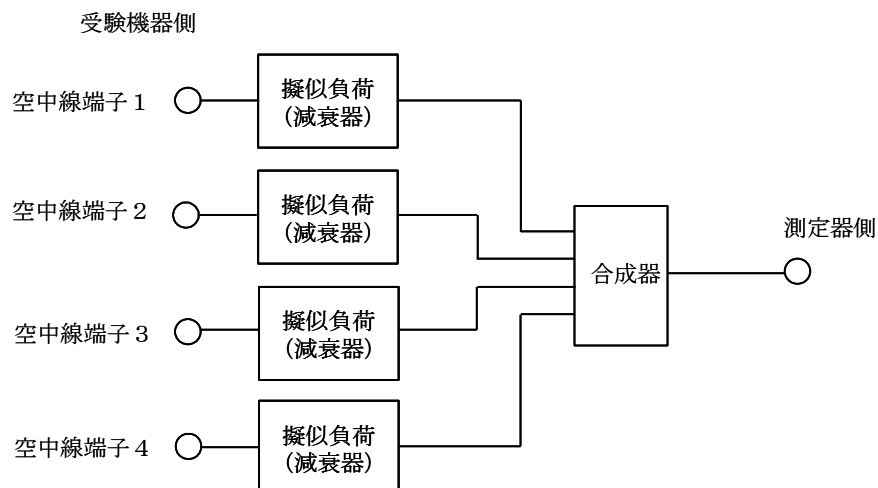 受験機器側
空中線端子１
擬似負荷
（減衰器）
空中線端子２
擬似負荷
（減衰器）
合成器
測定器側
空中線端子３
擬似負荷
（減衰器）
空中線端子４
擬似負荷
（減衰器）